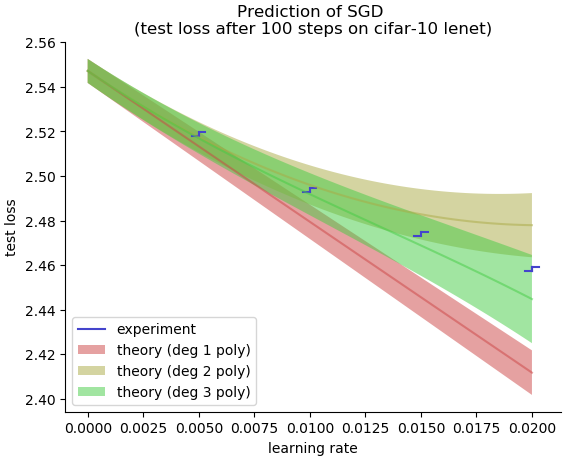 Prediction of SGD
(test loss after 100 steps on cifar-10 lenet)
2.56
2.54
2.52
2.50
2.48
2.46
2.44
2.42
2.40
test loss
experiment
theory (deg 1 poly)
theory (deg 2 poly)
theory (deg 3 poly)
0.0000 0.0025 0.0050 0.0075 0.0100 0.0125 0.0150 0.0175 0.0200
learning rate